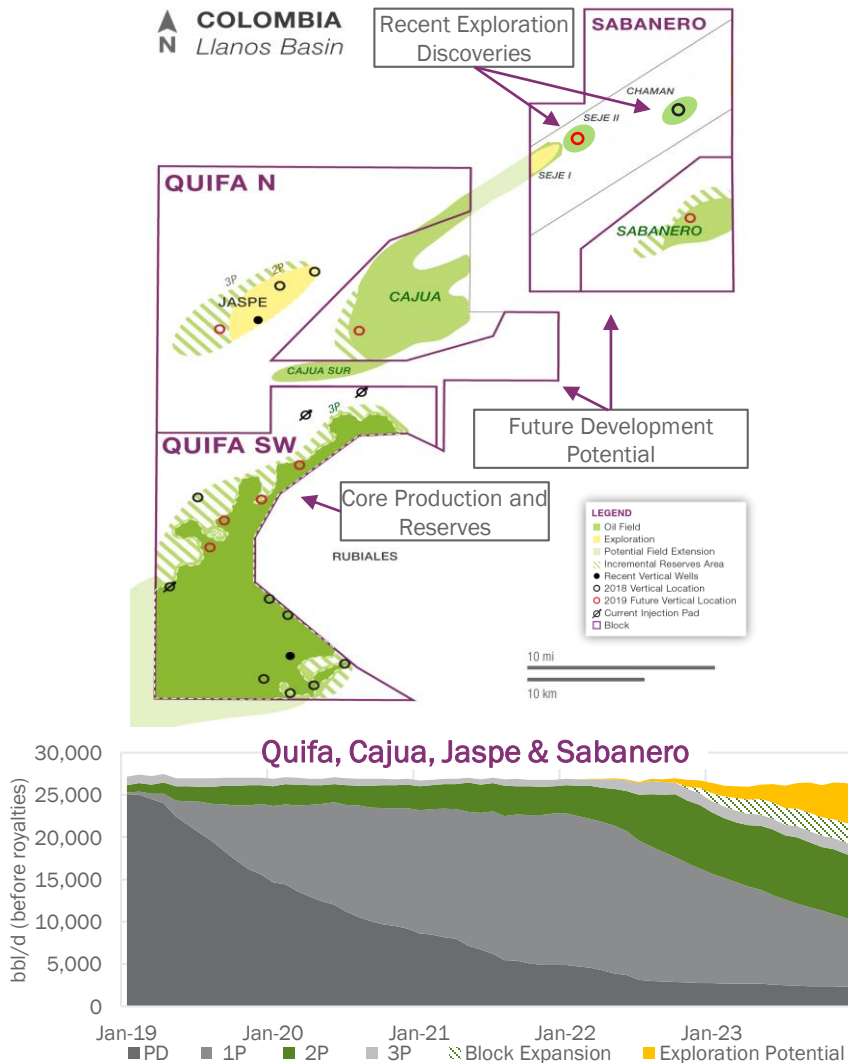 COLOMBIA
Llanos Basin
N
Recent Exploration
Discoveries
SABANERO
CHAMAN
SEJE II
SEJE I
SABANERO
QUIFA N
3P
2P
JASPE
CAJUA
CAJUA SUR
3P
QUIFA SW
Future Development
Potential
Core Production and
Reserves
RUBIALES
LEGEND
Oil Field
Exploration
Potential Field Extension
Incremental Reserves Area
Recent Vertical Wells
2018 Vertical Location
2019 Future Vertical Location
Current Injection Pad
Block
10 mi
10 km
Quifa, Cajua, Jaspe & Sabanero
bbl/d (before royalties)
30,000
25,000
20,000
15,000
10,000
5,000
0
Jan-19
Jan-20
Jan-21
Jan-22
Jan-23
PD
1P
2P
3P
Block Expansion
Exploration Potential